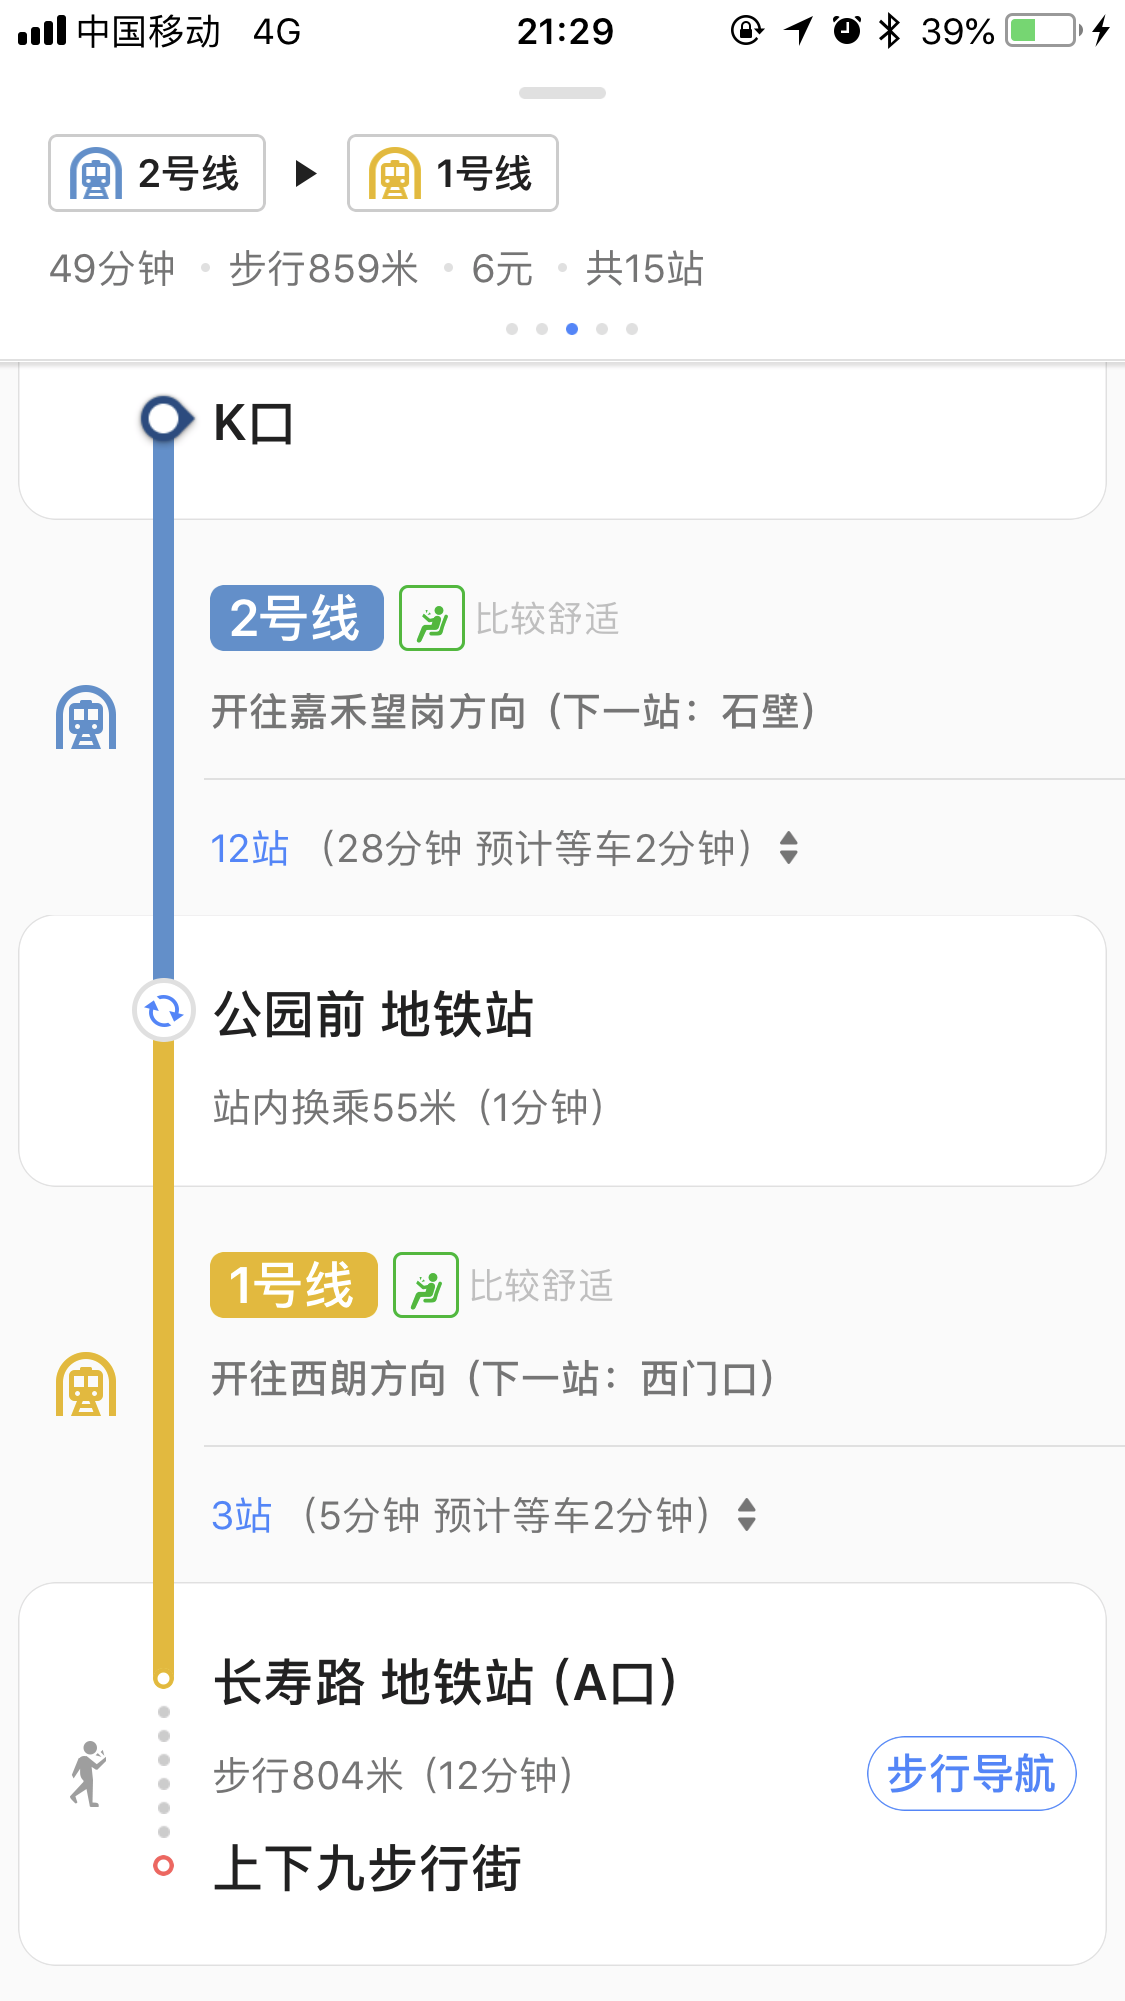 中国移动 4G 21:29 39%
2号线 ▶ 1号线
49分钟 • 步行859米 • 6元 • 共15站
K口
2号线 比较舒适
开往嘉禾望岗方向（下一站：石壁）
12站 （28分钟 预计等车2分钟）
公园前 地铁站
站内换乘55米（1分钟）
1号线 比较舒适
开往西朗方向（下一站：西门口）
3站 （5分钟 预计等车2分钟）
长寿路 地铁站（A口）
步行804米（12分钟） 步行导航
上下九步行街